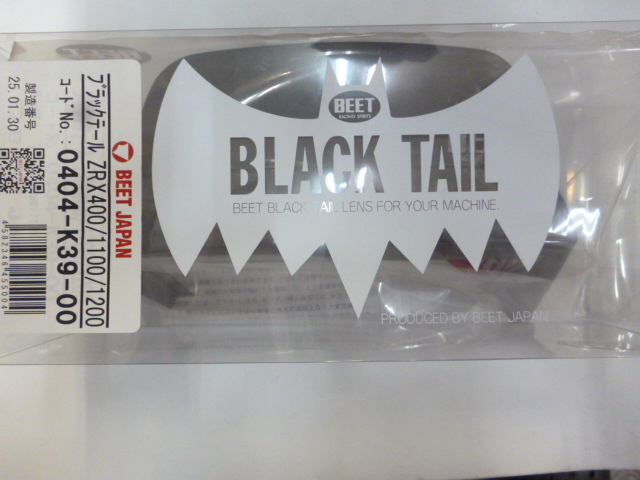 BEET
RACING SPIRITS
BLACK TAIL
BEET BLACK TAIL LENS FOR YOUR MACHINE.
PRODUCED BY BEET JAPAN
BEET JAPAN
ブラックテール ZRX400/1100/1200
コードNo.: 0404-K39-00
製造番号
25.01.30